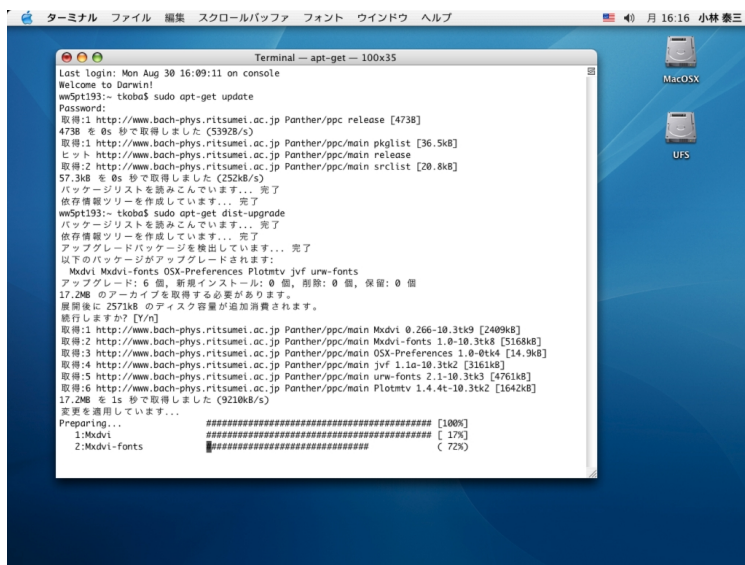 ターミナル ファイル 編集 スクロールバッファ フォント ウインドウ ヘルプ 月 16:16 小林 泰三
Terminal — apt-get — 100x35
Last login: Mon Aug 30 16:09:11 on console
Welcome to Darwin!
ww5pt193:~ tkoba$ sudo apt-get update
Password:
取得:1 http://www.bach-phys.ritsumei.ac.jp Panther/ppc release [473B]
473B を 0s 秒で取得しました (5392B/s)
取得:1 http://www.bach-phys.ritsumei.ac.jp Panther/ppc/main pkglist [36.5kB]
ヒット http://www.bach-phys.ritsumei.ac.jp Panther/ppc/main release
取得:2 http://www.bach-phys.ritsumei.ac.jp Panther/ppc/main srclist [20.8kB]
57.3kB を 0s 秒で取得しました (252kB/s)
パッケージリストを読みこんでいます... 完了
依存情報ツリーを作成しています... 完了
ww5pt193:~ tkoba$ sudo apt-get dist-upgrade
パッケージリストを読みこんでいます... 完了
依存情報ツリーを作成しています... 完了
アップグレードパッケージを検出しています... 完了
以下のパッケージがアップグレードされます:
Mxdvi Mxdvi-fonts OSX-Preferences Plotmtv jvf urw-fonts
アップグレード: 6 個, 新規インストール: 0 個, 削除: 0 個, 保留: 0 個
17.2MB のアーカイブを取得する必要があります。
展開後に 2571kB のディスク容量が追加消費されます。
続行しますか? [Y/n]
取得:1 http://www.bach-phys.ritsumei.ac.jp Panther/ppc/main Mxdvi 0.266-10.3tk9 [2409kB]
取得:2 http://www.bach-phys.ritsumei.ac.jp Panther/ppc/main Mxdvi-fonts 1.0-10.3tk8 [5168kB]
取得:3 http://www.bach-phys.ritsumei.ac.jp Panther/ppc/main OSX-Preferences 1.0-0tk4 [14.9kB]
取得:4 http://www.bach-phys.ritsumei.ac.jp Panther/ppc/main jvf 1.1a-10.3tk2 [3161kB]
取得:5 http://www.bach-phys.ritsumei.ac.jp Panther/ppc/main urw-fonts 2.1-10.3tk3 [4761kB]
取得:6 http://www.bach-phys.ritsumei.ac.jp Panther/ppc/main Plotmtv 1.4.4t-10.3tk2 [1642kB]
17.2MB を 1s 秒で取得しました (9210kB/s)
変更を適用しています...
Preparing... ########################################### [100%]
1:Mxdvi ########################################### [ 17%]
2:Mxdvi-fonts ############################### ( 72%)
MacOSX
UFS